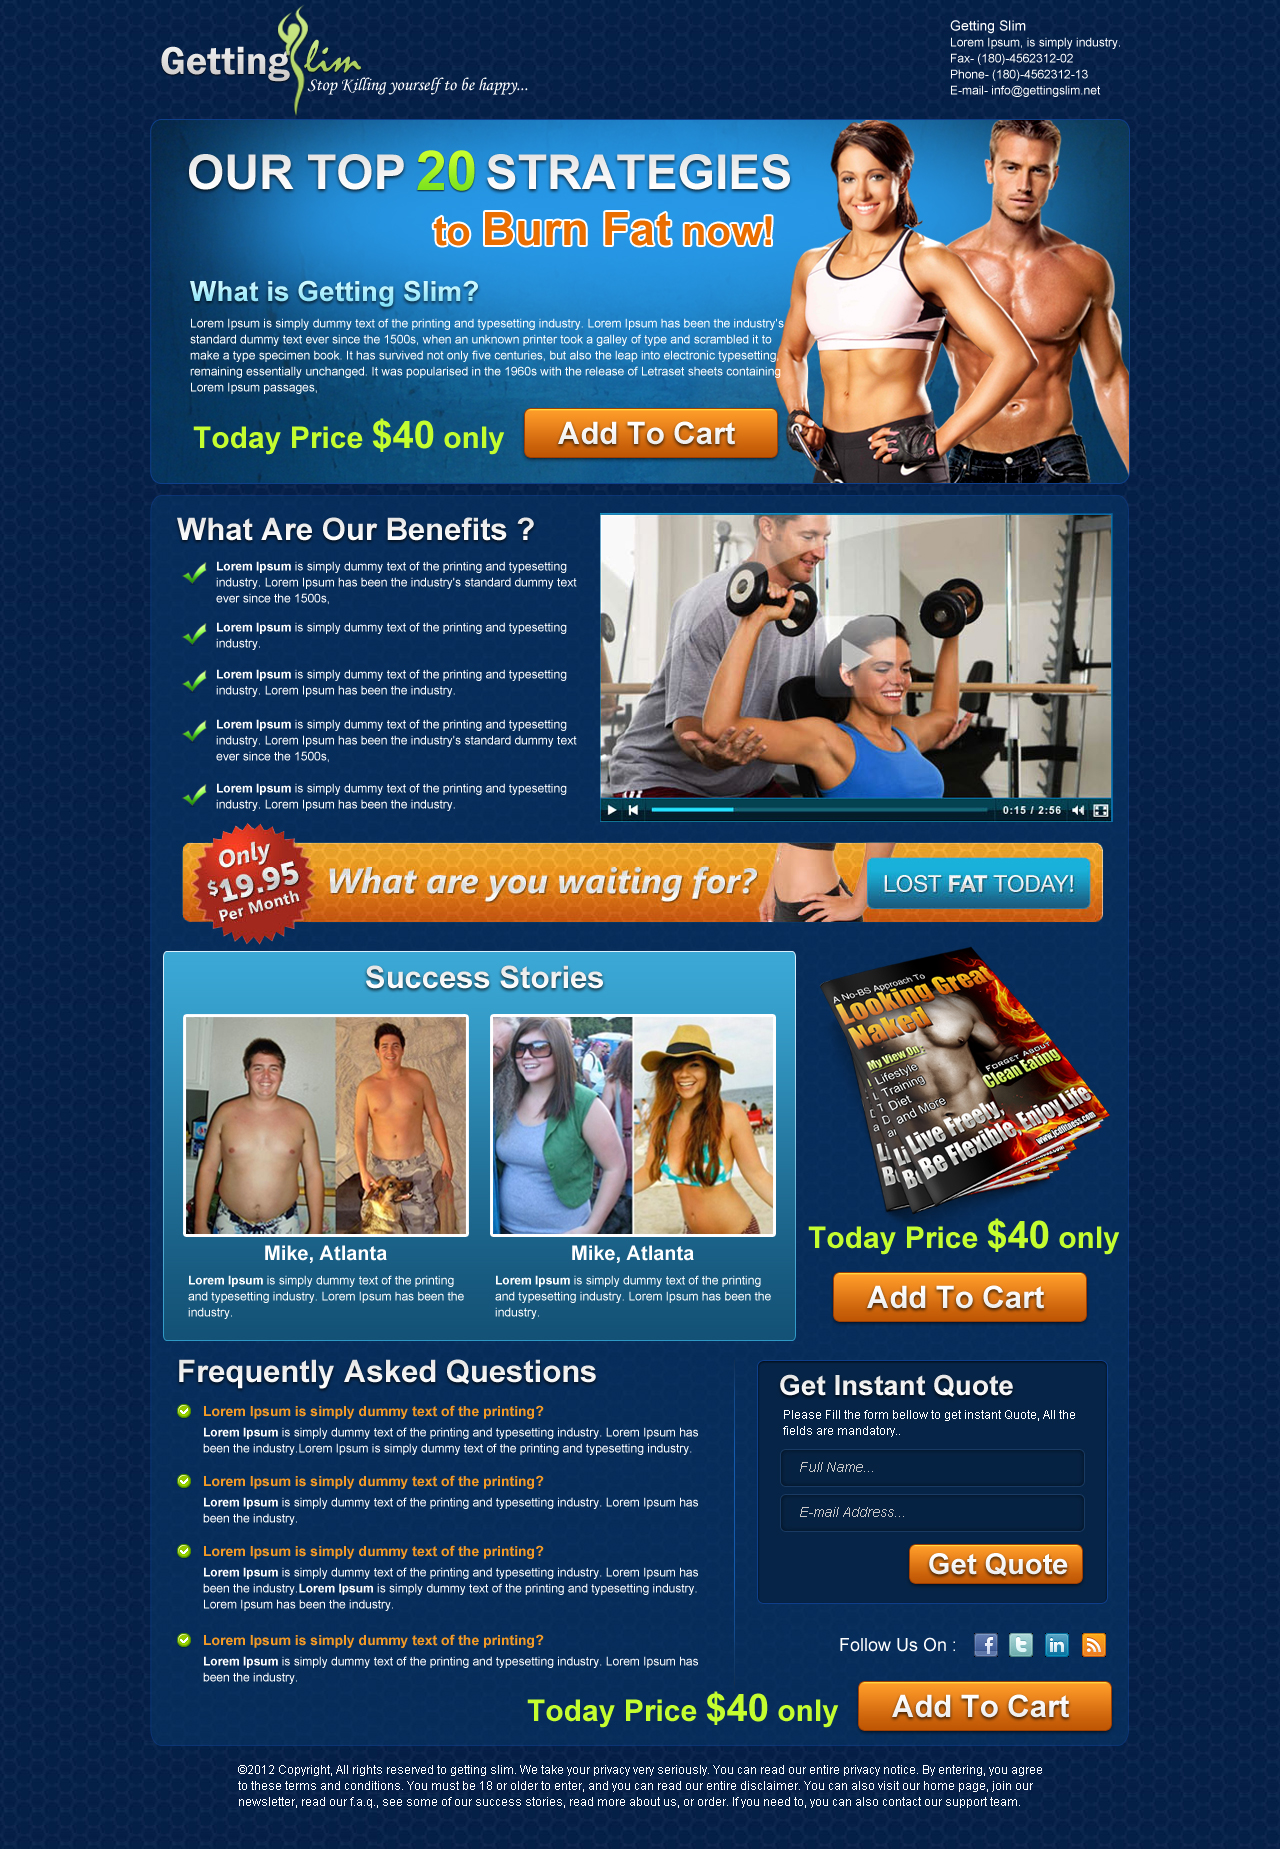 Getting Slim
Stop Killing yourself to be happy...
Getting Slim
Lorem Ipsum, is simply industry.
Fax- (180)-4562312-02
Phone- (180)-4562312-13
E-mail- info@gettingslim.net
OUR TOP 20 STRATEGIES
to Burn Fat now!
What is Getting Slim?
Lorem Ipsum is simply dummy text of the printing and typesetting industry. Lorem Ipsum has been the industry's
standard dummy text ever since the 1500s, when an unknown printer took a galley of type and scrambled it to
make a type specimen book. It has survived not only five centuries, but also the leap into electronic typesetting,
remaining essentially unchanged. It was popularised in the 1960s with the release of Letraset sheets containing
Lorem Ipsum passages,
Today Price $40 only
Add To Cart
What Are Our Benefits ?
Lorem Ipsum is simply dummy text of the printing and typesetting
industry. Lorem Ipsum has been the industry's standard dummy text
ever since the 1500s,
Lorem Ipsum is simply dummy text of the printing and typesetting
industry.
Lorem Ipsum is simply dummy text of the printing and typesetting
industry. Lorem Ipsum has been the industry.
Lorem Ipsum is simply dummy text of the printing and typesetting
industry. Lorem Ipsum has been the industry's standard dummy text
ever since the 1500s,
Lorem Ipsum is simply dummy text of the printing and typesetting
industry. Lorem Ipsum has been the industry.
0:15 / 2:56
Only
$19.95
Per Month
What are you waiting for?
LOST FAT TODAY!
Success Stories
Mike, Atlanta
Lorem Ipsum is simply dummy text of the printing
and typesetting industry. Lorem Ipsum has been the
industry.
Mike, Atlanta
Lorem Ipsum is simply dummy text of the printing
and typesetting industry. Lorem Ipsum has been the
industry.
A No-BS Approach To
Looking Great
Naked
My View On:
Lifestyle
Training
Diet
and More
Forget About
Clean Eating
Live Freely,
Be Flexible, Enjoy Life
www.jcdfitness.com
Today Price $40 only
Add To Cart
Frequently Asked Questions
Lorem Ipsum is simply dummy text of the printing?
Lorem Ipsum is simply dummy text of the printing and typesetting industry. Lorem Ipsum has
been the industry.Lorem Ipsum is simply dummy text of the printing and typesetting industry.
Lorem Ipsum is simply dummy text of the printing?
Lorem Ipsum is simply dummy text of the printing and typesetting industry. Lorem Ipsum has
been the industry.
Lorem Ipsum is simply dummy text of the printing?
Lorem Ipsum is simply dummy text of the printing and typesetting industry. Lorem Ipsum has
been the industry.Lorem Ipsum is simply dummy text of the printing and typesetting industry.
Lorem Ipsum has been the industry.
Lorem Ipsum is simply dummy text of the printing?
Lorem Ipsum is simply dummy text of the printing and typesetting industry. Lorem Ipsum has
been the industry.
Get Instant Quote
Please Fill the form bellow to get instant Quote, All the
fields are mandatory..
Full Name...
E-mail Address...
Get Quote
Follow Us On :
Today Price $40 only
Add To Cart
©2012 Copyright, All rights reserved to getting slim. We take your privacy very seriously. You can read our entire privacy notice. By entering, you agree
to these terms and conditions. You must be 18 or older to enter, and you can read our entire disclaimer. You can also visit our home page, join our
newsletter, read our f.a.q., see some of our success stories, read more about us, or order. If you need to, you can also contact our support team.